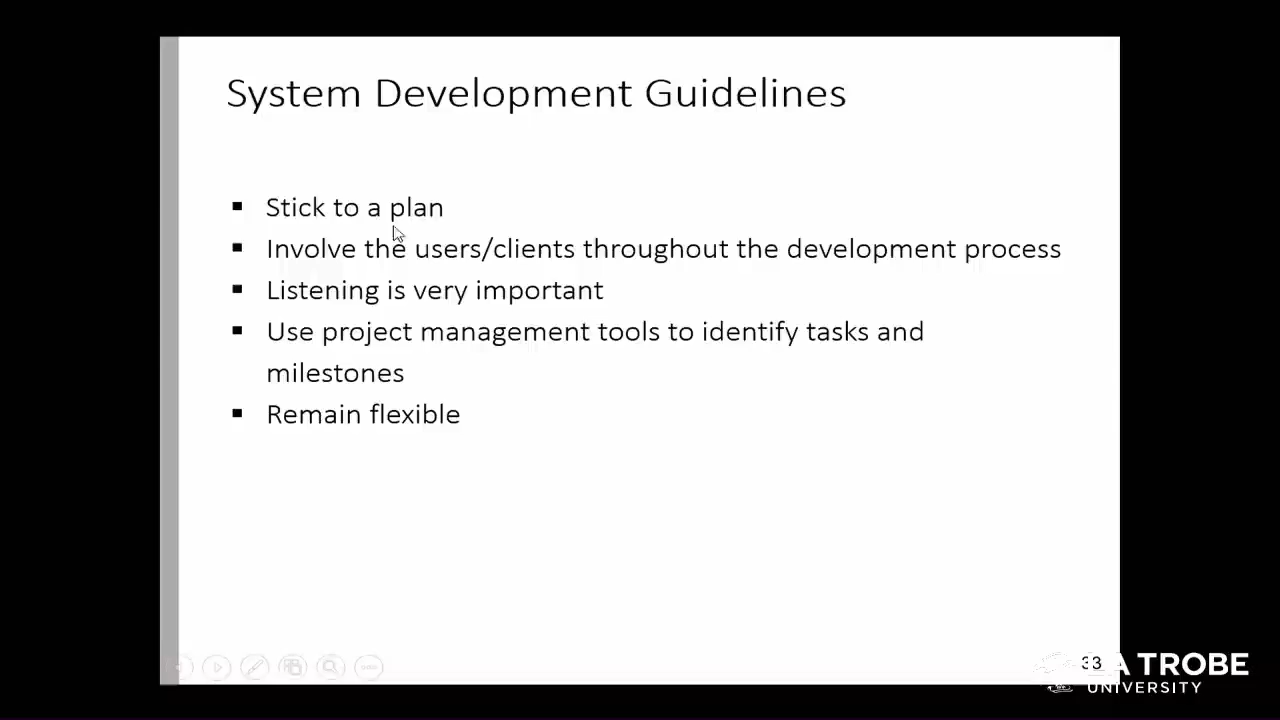 System Development Guidelines
▪ Stick to a plan
▪ Involve the users/clients throughout the development process
▪ Listening is very important
▪ Use project management tools to identify tasks and
milestones
▪ Remain flexible
33
LA TROBE
UNIVERSITY